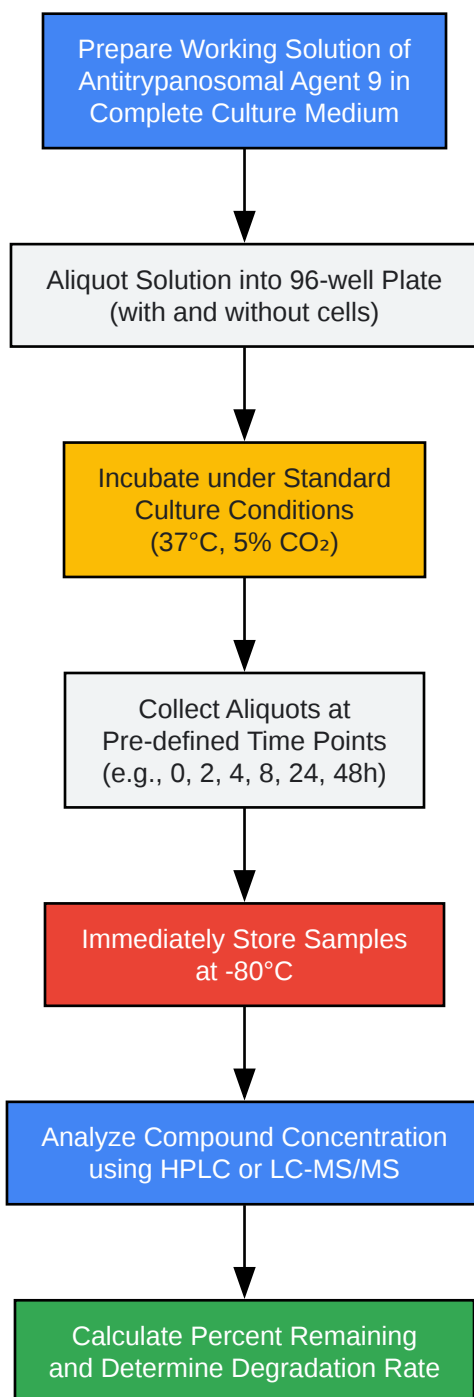 Prepare Working Solution of
Antitrypanosomal Agent 9 in
Complete Culture Medium
Aliquot Solution into 96-well Plate
(with and without cells)
Incubate under Standard
Culture Conditions
(37°C, 5% CO₂)
Collect Aliquots at
Pre-defined Time Points
(e.g., 0, 2, 4, 8, 24, 48h)
Immediately Store Samples
at -80°C
Analyze Compound Concentration
using HPLC or LC-MS/MS
Calculate Percent Remaining
and Determine Degradation Rate